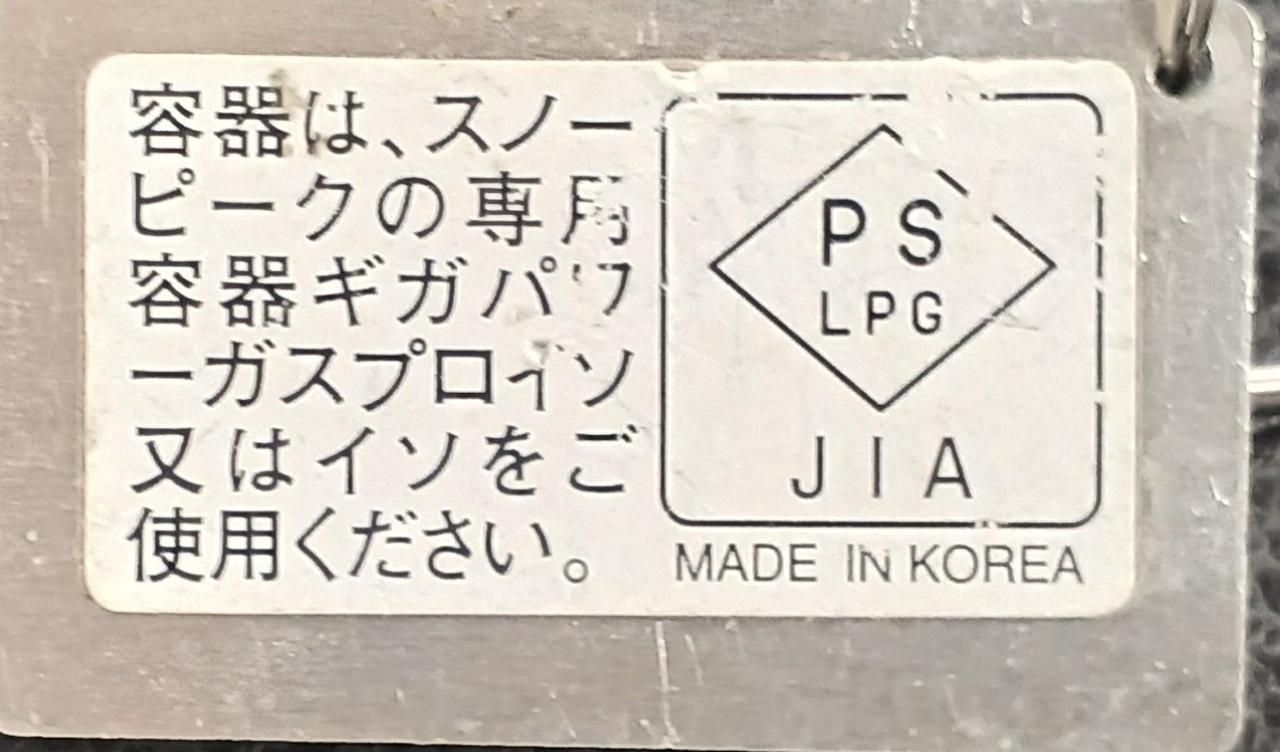 容器は、スノー
ピークの専用
容器ギガパワ
ーガスプロイソ
又はイソをご
使用ください。
PS
LPG
JIA
MADE IN KOREA